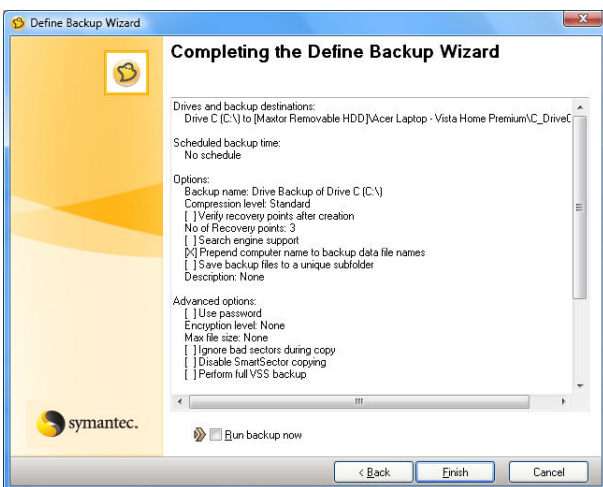 Define Backup Wizard
Completing the Define Backup Wizard
Drives and backup destinations:
Drive C (C:\) to [Maxtor Removable HDD]\Acer Laptop - Vista Home Premium\C_DriveC
Scheduled backup time:
No schedule
Options:
Backup name: Drive Backup of Drive C (C:\)
Compression level: Standard
[ ] Verify recovery points after creation
No of Recovery points: 3
[ ] Search engine support
[X] Prepend computer name to backup data file names
[ ] Save backup files to a unique subfolder
Description: None
Advanced options:
[ ] Use password
Encryption level: None
Max file size: None
[ ] Ignore bad sectors during copy
[ ] Disable SmartSector copying
[ ] Perform full VSS backup
symantec.
Run backup now
< Back Finish Cancel